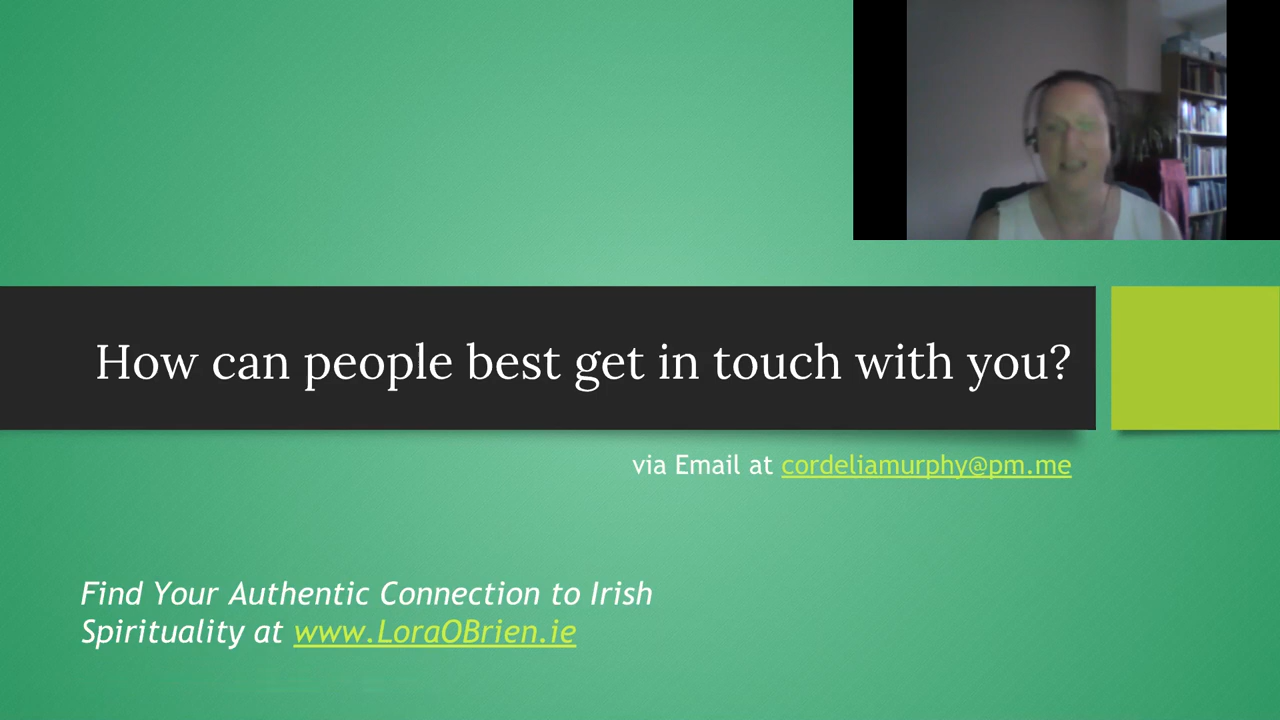 How can people best get in touch with you?
via Email at cordeliamurphy@pm.me
Find Your Authentic Connection to Irish
Spirituality at www.LoraOBrien.ie